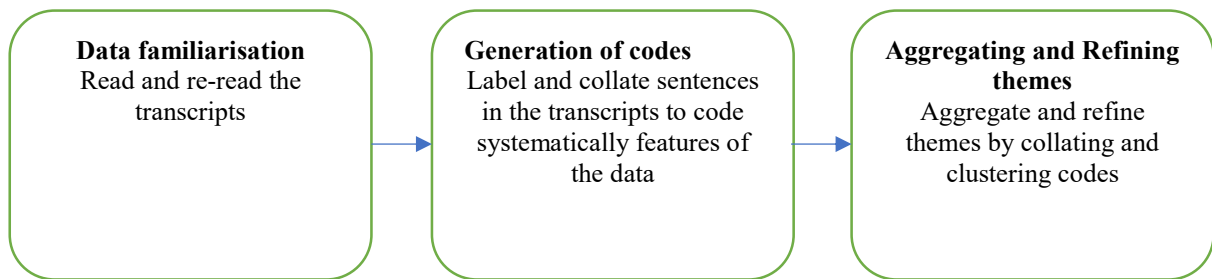 Data familiarisation
Read and re-read the
transcripts
Generation of codes
Label and collate sentences
in the transcripts to code
systematically features of
the data
Aggregating and Refining
themes
Aggregate and refine
themes by collating and
clustering codes